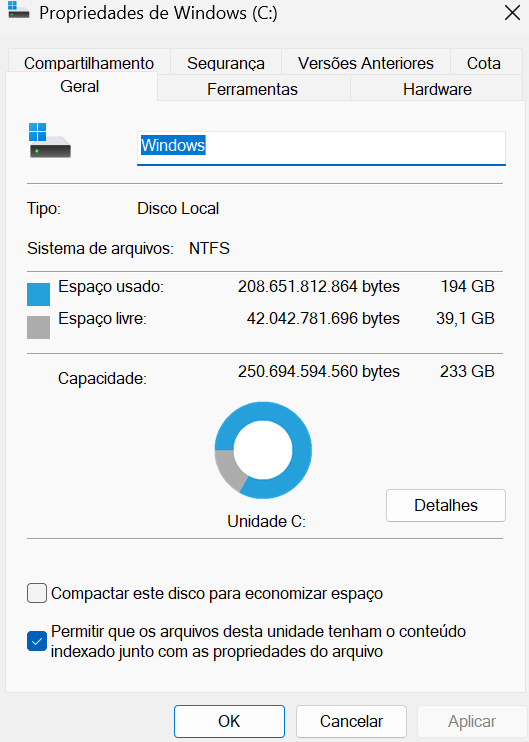 Propriedades de Windows (C:)
Compartilhamento Segurança Versões Anteriores Cota
Geral Ferramentas Hardware
Windows
Tipo: Disco Local
Sistema de arquivos: NTFS
Espaço usado: 208.651.812.864 bytes 194 GB
Espaço livre: 42.042.781.696 bytes 39,1 GB
Capacidade: 250.694.594.560 bytes 233 GB
Unidade C:
Detalhes
Compactar este disco para economizar espaço
Permitir que os arquivos desta unidade tenham o conteúdo
indexado junto com as propriedades do arquivo
OK Cancelar Aplicar